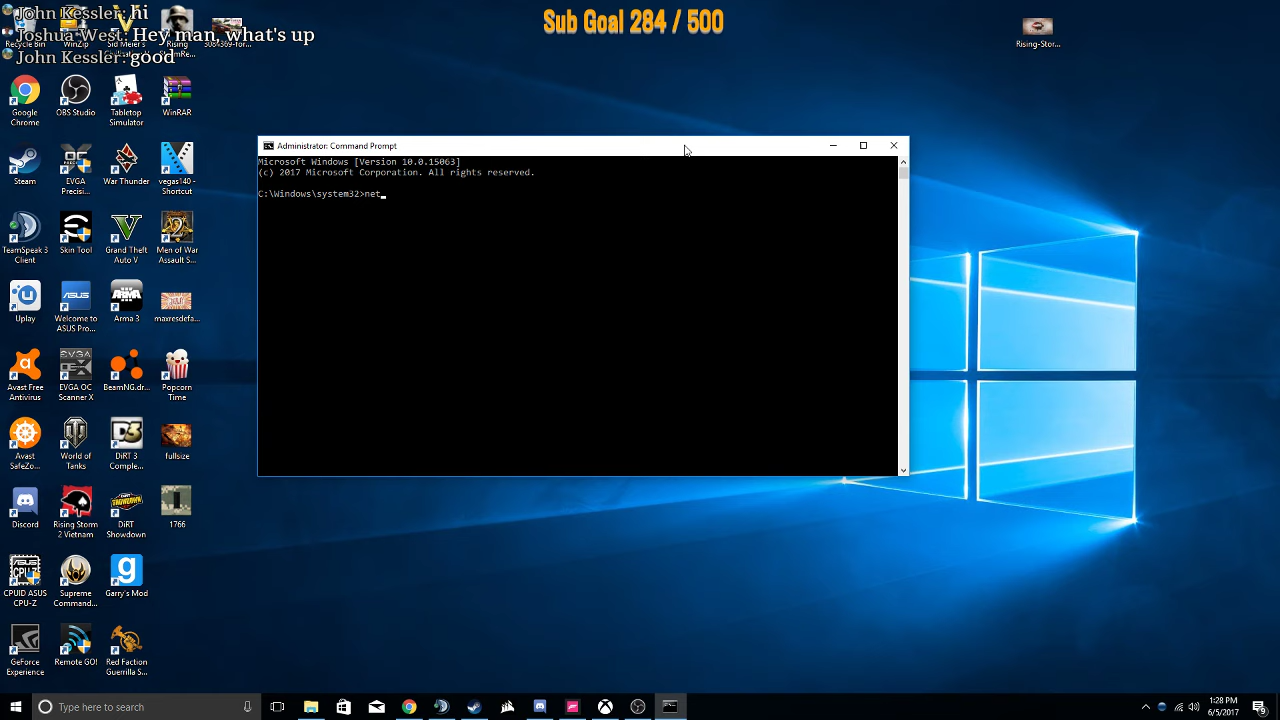 John Kessler: hi
Joshua West: Hey man, what's up
John Kessler: good
Sub Goal 284 / 500
Recycle Bin
WinZip
Sid Meier's
Rising
Rising-Stor...
Google Chrome
OBS Studio
Tabletop Simulator
WinRAR
Steam
EVGA Precisi...
War Thunder
vegas140 - Shortcut
TeamSpeak 3 Client
Skin Tool
Grand Theft Auto V
Men of War Assault S...
Uplay
Welcome to ASUS Pro...
Arma 3
maxresdefa...
Avast Free Antivirus
EVGA OC Scanner X
BeamNG.dr...
Popcorn Time
Avast SafeZo...
World of Tanks
DiRT 3 Comple...
fullsize
Discord
Rising Storm 2 Vietnam
DiRT Showdown
1766
CPUID ASUS CPU-Z
Supreme Command...
Garry's Mod
GeForce Experience
Remote GO!
Red Faction Guerrilla S...
Administrator: Command Prompt
Microsoft Windows [Version 10.0.15063]
(c) 2017 Microsoft Corporation. All rights reserved.
C:\Windows\system32>net_
Type here to search
1:28 PM
6/5/2017